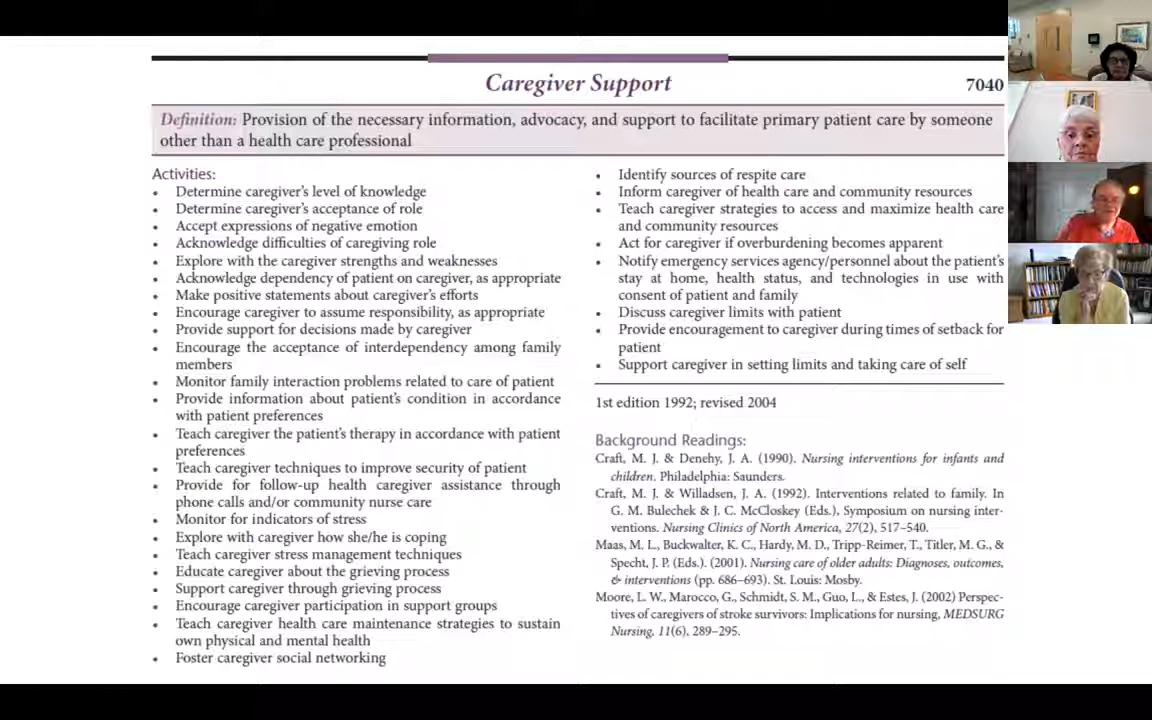 Caregiver Support 7040
Definition: Provision of the necessary information, advocacy, and support to facilitate primary patient care by someone
other than a health care professional
Activities:
• Determine caregiver's level of knowledge
• Determine caregiver's acceptance of role
• Accept expressions of negative emotion
• Acknowledge difficulties of caregiving role
• Explore with the caregiver strengths and weaknesses
• Acknowledge dependency of patient on caregiver, as appropriate
• Make positive statements about caregiver's efforts
• Encourage caregiver to assume responsibility, as appropriate
• Provide support for decisions made by caregiver
• Encourage the acceptance of interdependency among family
members
• Monitor family interaction problems related to care of patient
• Provide information about patient's condition in accordance
with patient preferences
• Teach caregiver the patient's therapy in accordance with patient
preferences
• Teach caregiver techniques to improve security of patient
• Provide for follow-up health caregiver assistance through
phone calls and/or community nurse care
• Monitor for indicators of stress
• Explore with caregiver how she/he is coping
• Teach caregiver stress management techniques
• Educate caregiver about the grieving process
• Support caregiver through grieving process
• Encourage caregiver participation in support groups
• Teach caregiver health care maintenance strategies to sustain
own physical and mental health
• Foster caregiver social networking
• Identify sources of respite care
• Inform caregiver of health care and community resources
• Teach caregiver strategies to access and maximize health care
and community resources
• Act for caregiver if overburdening becomes apparent
• Notify emergency services agency/personnel about the patient's
stay at home, health status, and technologies in use with
consent of patient and family
• Discuss caregiver limits with patient
• Provide encouragement to caregiver during times of setback for
patient
• Support caregiver in setting limits and taking care of self
1st edition 1992; revised 2004
Background Readings:
Craft, M. J. & Denehy, J. A. (1990). Nursing interventions for infants and
children. Philadelphia: Saunders.
Craft, M. J. & Willadsen, J. A. (1992). Interventions related to family. In
G. M. Bulechek & J. C. McCloskey (Eds.), Symposium on nursing inter-
ventions. Nursing Clinics of North America, 27(2), 517–540.
Maas, M. L., Buckwalter, K. C., Hardy, M. D., Tripp-Reimer, T., Titler, M. G., &
Specht, J. P. (Eds.). (2001). Nursing care of older adults: Diagnoses, outcomes,
& interventions (pp. 686–693). St. Louis: Mosby.
Moore, L. W., Marocco, G., Schmidt, S. M., Guo, L., & Estes, J. (2002) Perspec-
tives of caregivers of stroke survivors: Implications for nursing, MEDSURG
Nursing, 11(6), 289–295.